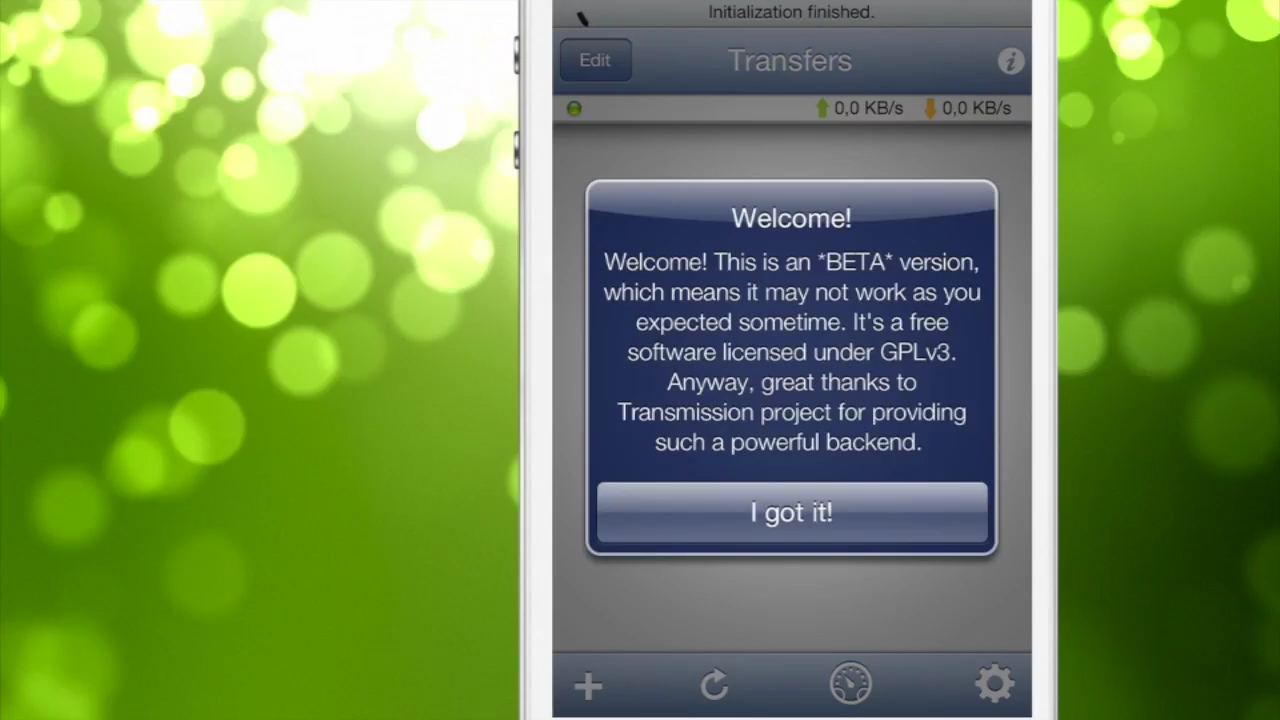 Initialization finished.
Edit
Transfers
0,0 KB/s
0,0 KB/s
Welcome!
Welcome! This is an *BETA* version,
which means it may not work as you
expected sometime. It's a free
software licensed under GPLv3.
Anyway, great thanks to
Transmission project for providing
such a powerful backend.
I got it!